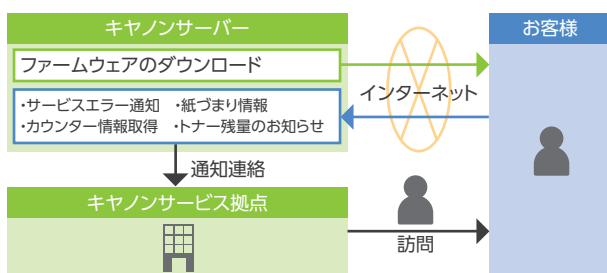 キヤノンサーバー
お客様
ファームウェアのダウンロード
インターネット
・サービスエラー通知 ・紙づまり情報
・カウンター情報取得 ・トナー残量のお知らせ
通知連絡
キヤノンサービス拠点
訪問